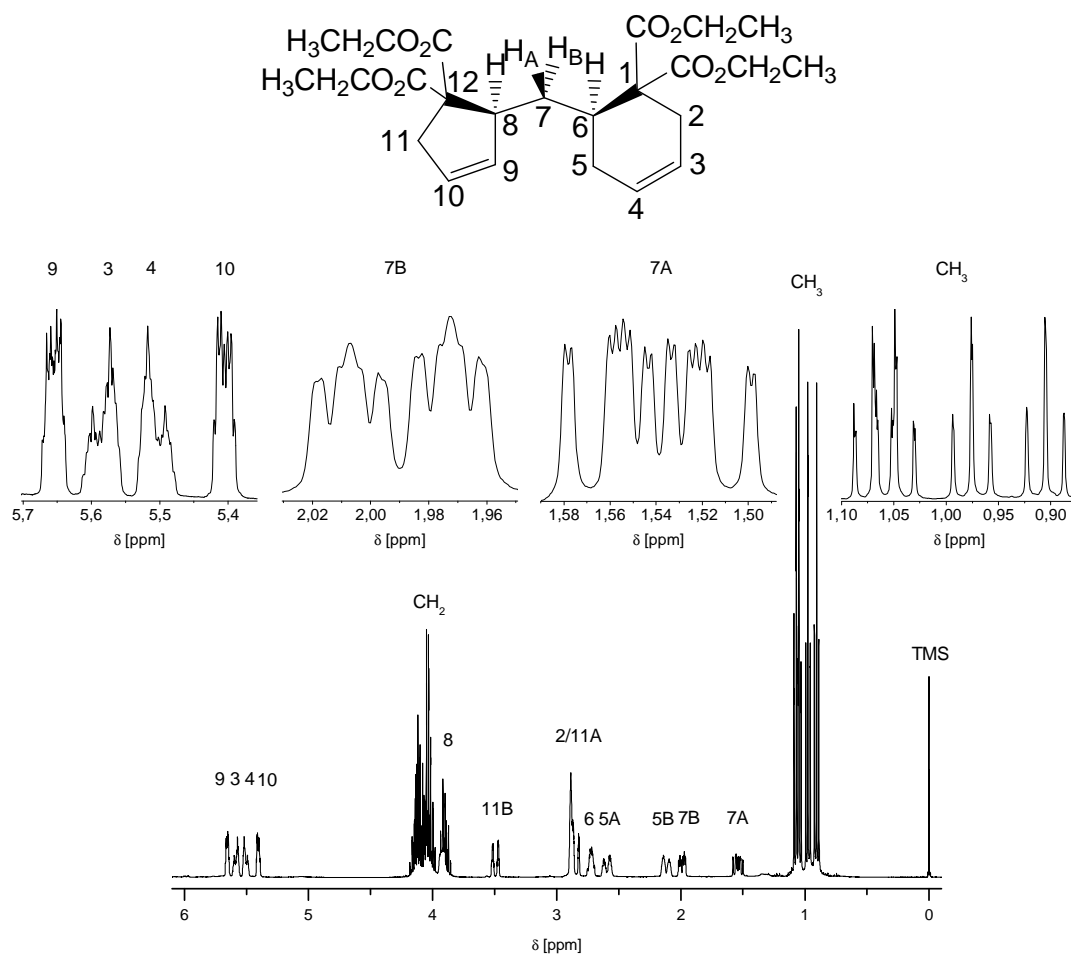 CO2CH2CH3
H3CH2CO2C H HA HB H CO2CH2CH3
H3CH2CO2C 12 1
8 7 6 2
11 5 3
9
10 4
9 3 4 10 7B 7A CH3 CH3
5,7 5,6 5,5 5,4
δ [ppm]
2,02 2,00 1,98 1,96
δ [ppm]
1,58 1,56 1,54 1,52 1,50
δ [ppm]
1,10 1,05 1,00 0,95 0,90
δ [ppm]
CH2
TMS
8
2/11A
9 3 4 10
11B
6 5A
5B 7B
7A
6 5 4 3 2 1 0
δ [ppm]